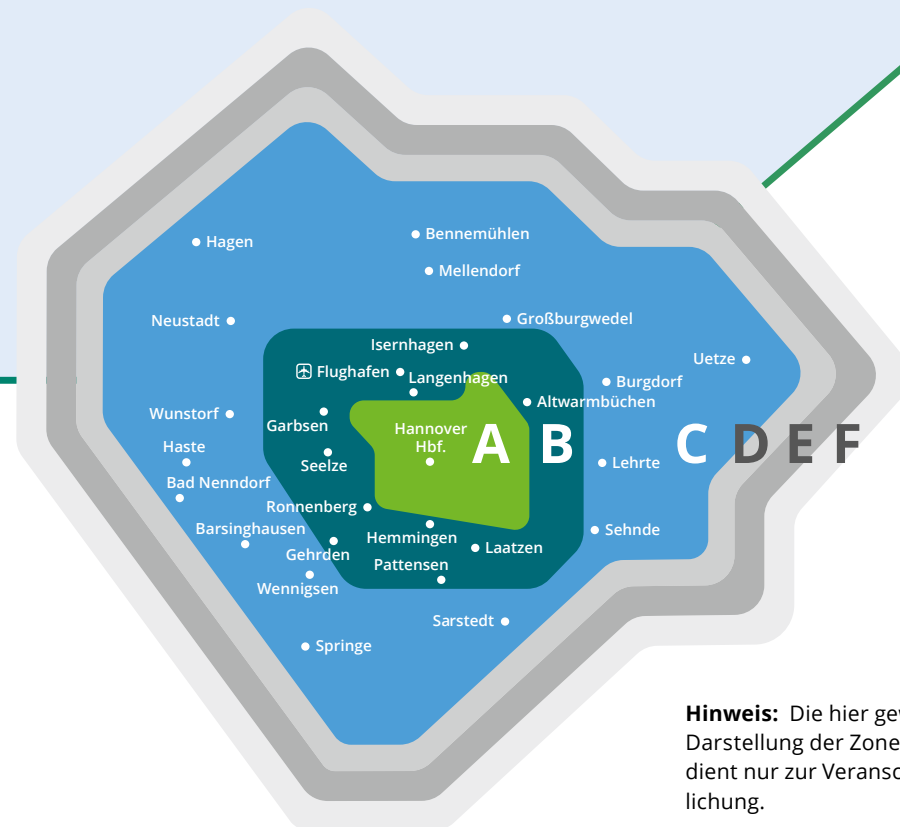 Hagen
Bennemühlen
Mellendorf
Neustadt
Großburgwedel
Isernhagen
Uetze
Flughafen
Langenhagen
Burgdorf
Altwarmbüchen
Wunstorf
Garbsen
Hannover
Hbf.
A B C D E F
Haste
Seelze
Lehrte
Bad Nenndorf
Ronnenberg
Barsinghausen
Hemmingen
Sehnde
Gehrden
Laatzen
Pattensen
Wennigsen
Sarstedt
Springe
Hinweis: Die hier
Darstellung der Zone
dient nur zur
lichung.